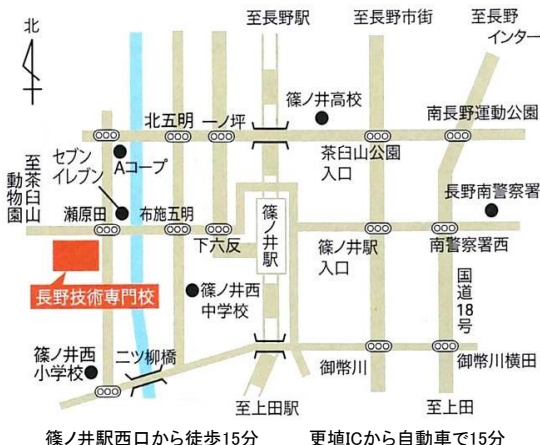 北
至長野駅
至長野市街
至長野
インター
篠ノ井高校
北五明
一ノ坪
南長野運動公園
茶臼山公園
入口
Aコープ
セブン
イレブン
至茶臼山
動物園
瀬原田
布施五明
下六反
篠ノ井駅
篠ノ井駅
入口
長野南警察署
南警察署西
長野技術専門校
篠ノ井西
中学校
国道18号
篠ノ井西
小学校
二ツ柳橋
御幣川
御幣川横田
至上田駅
至上田
篠ノ井駅西口から徒歩15分
更埴ICから自動車で15分